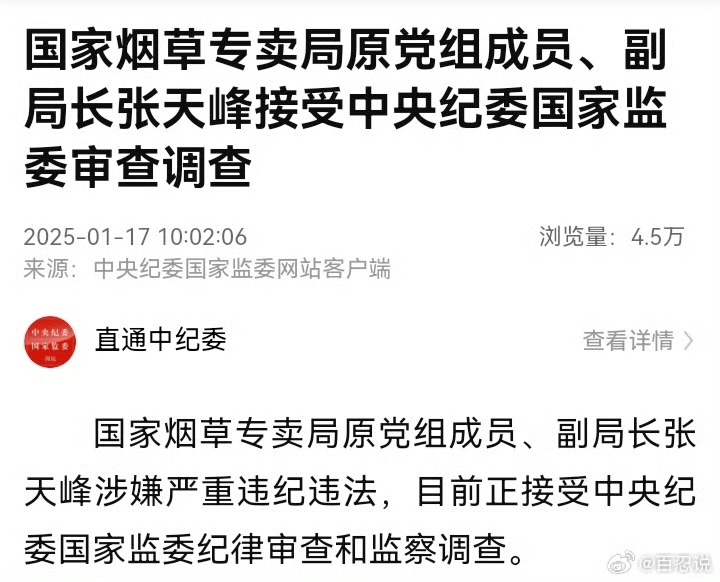 国家烟草专卖局原党组成员、副
局长张天峰接受中央纪委国家监
委审查调查
2025-01-17 10:02:06 浏览量：4.5万
来源：中央纪委国家监委网站客户端
中央纪委
国家监委
网站
直通中纪委 查看详情 >
国家烟草专卖局原党组成员、副局长张
天峰涉嫌严重违纪违法，目前正接受中央纪
委国家监委纪律审查和监察调查。
@百忍说